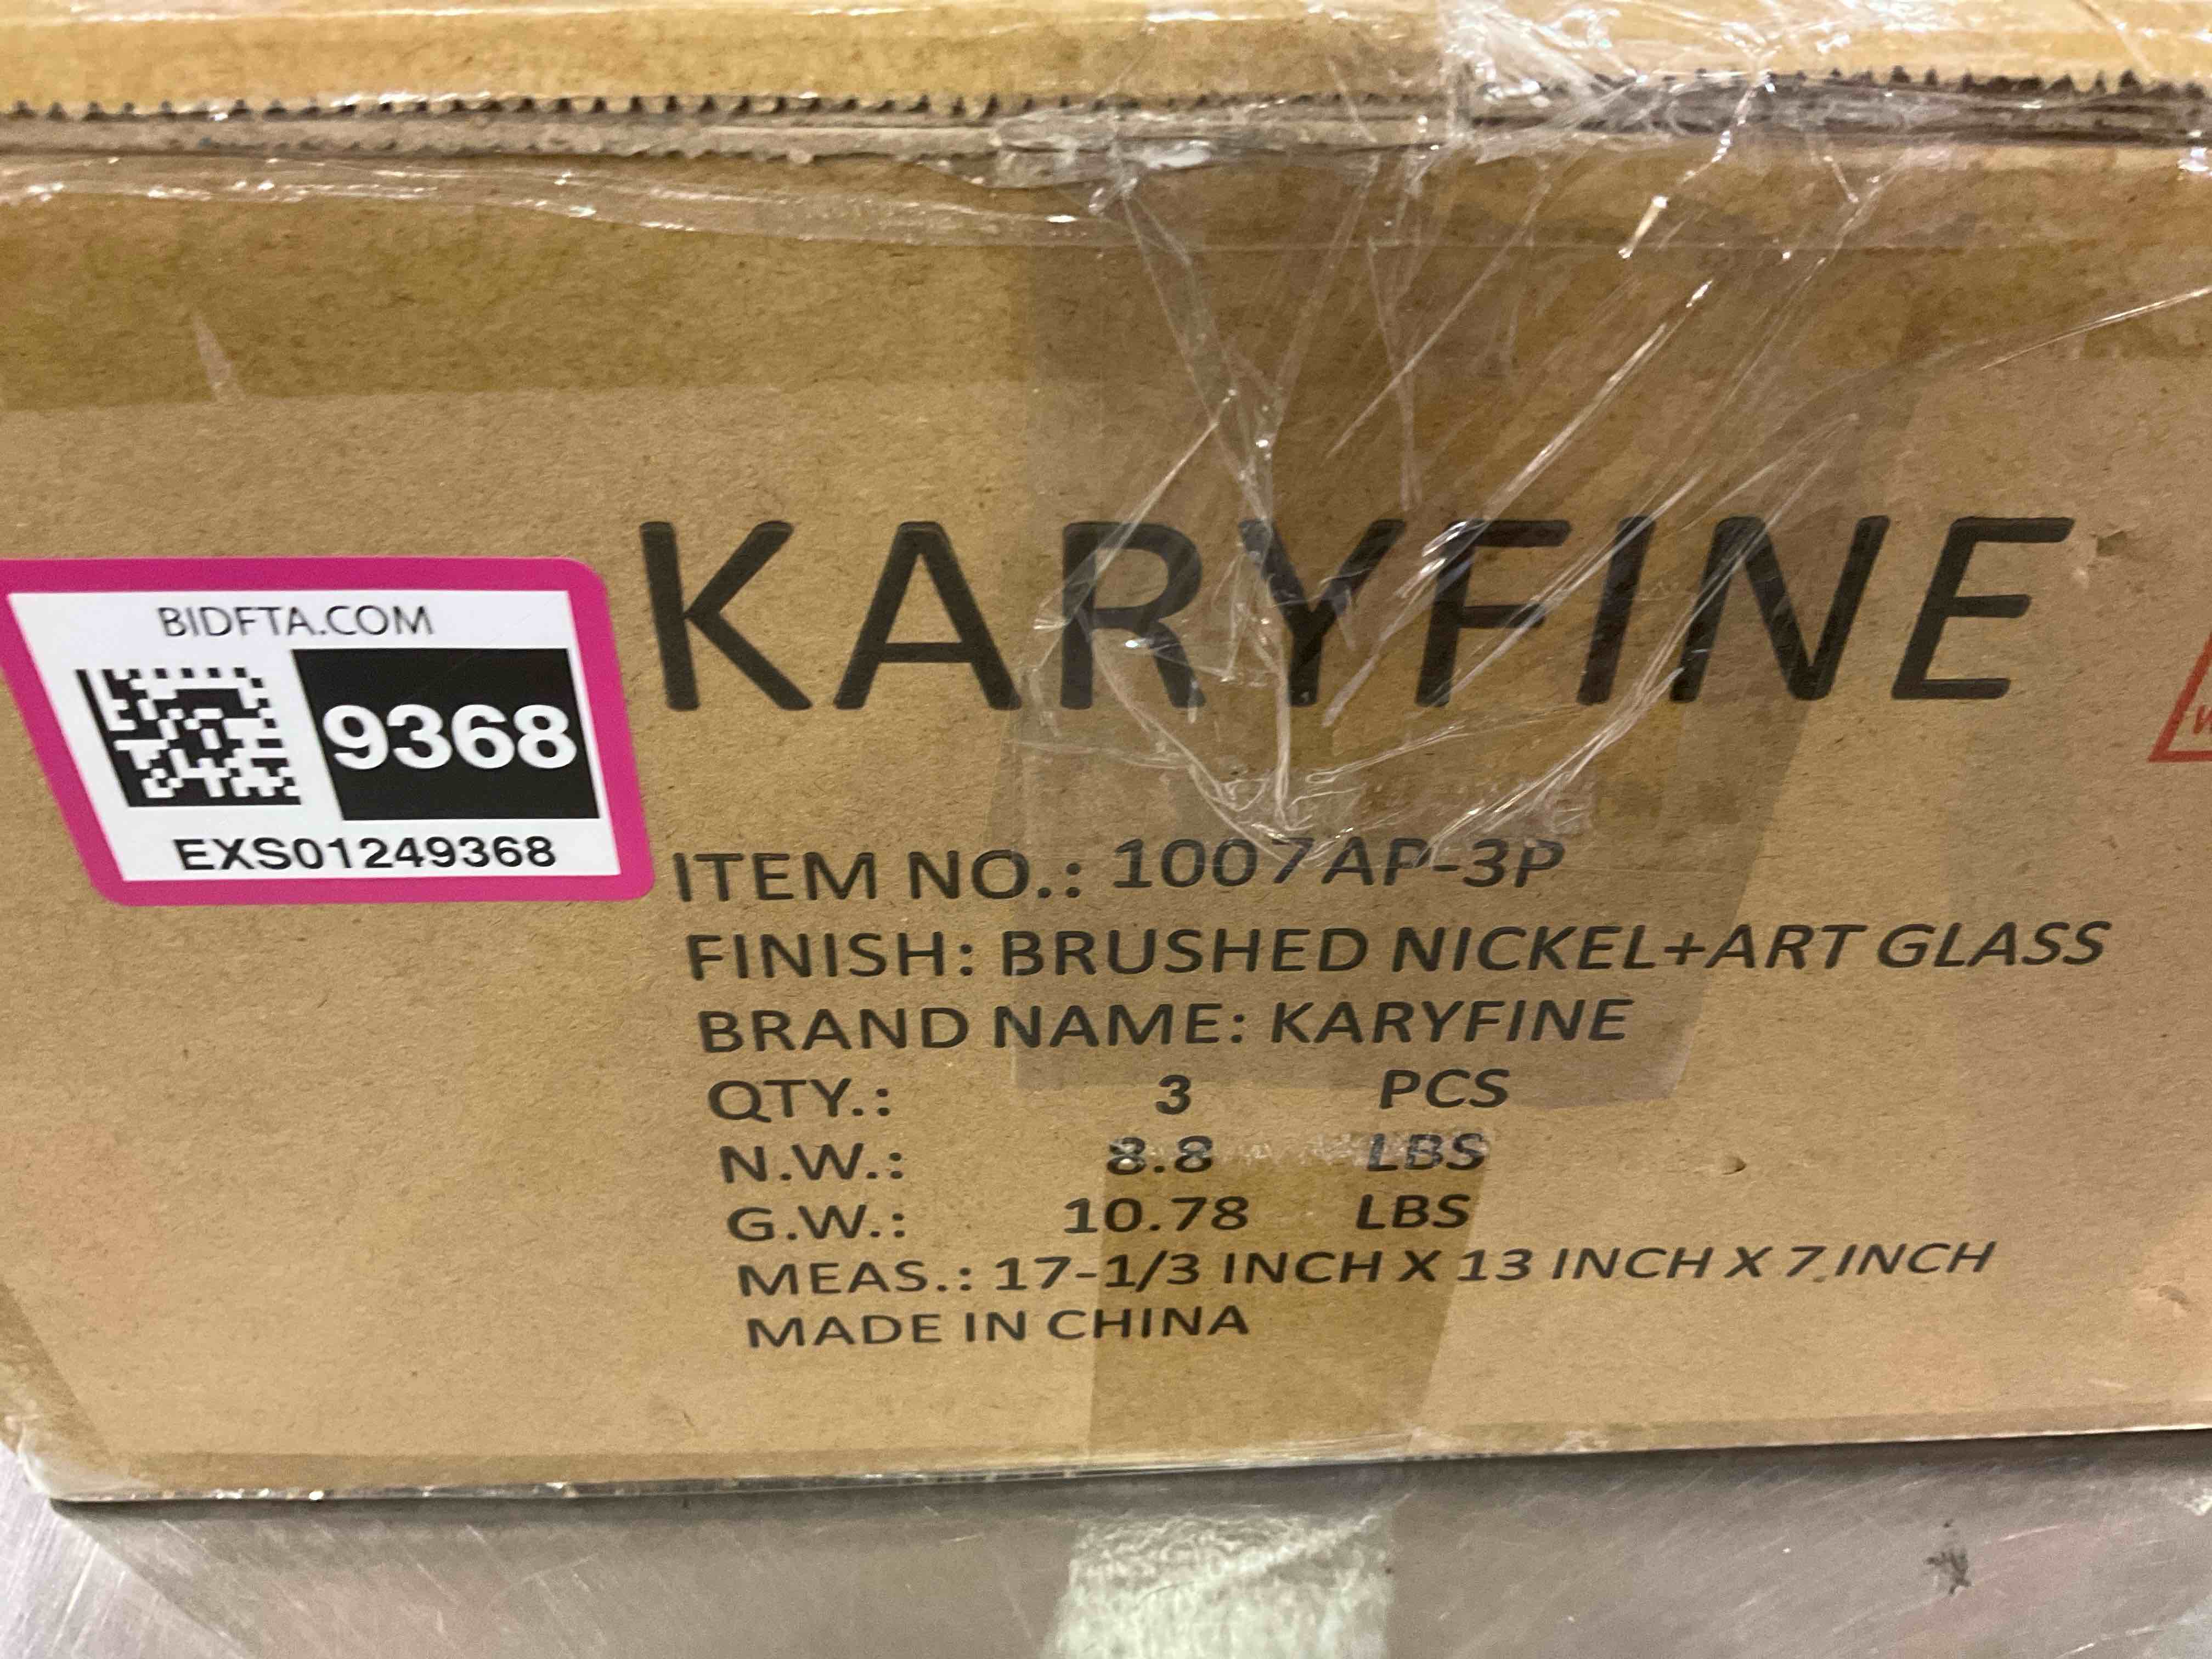 KARYFINE
BIDFTA.COM
9368
EXS01249368
ITEM NO.: 1007AP-3P
FINISH: BRUSHED NICKEL+ART GLASS
BRAND NAME: KARYFINE
QTY.: 3 PCS
N.W.: 8.8 LBS
G.W.: 10.78 LBS
MEAS.: 17-1/3 INCH X 13 INCH X 7 INCH
MADE IN CHINA